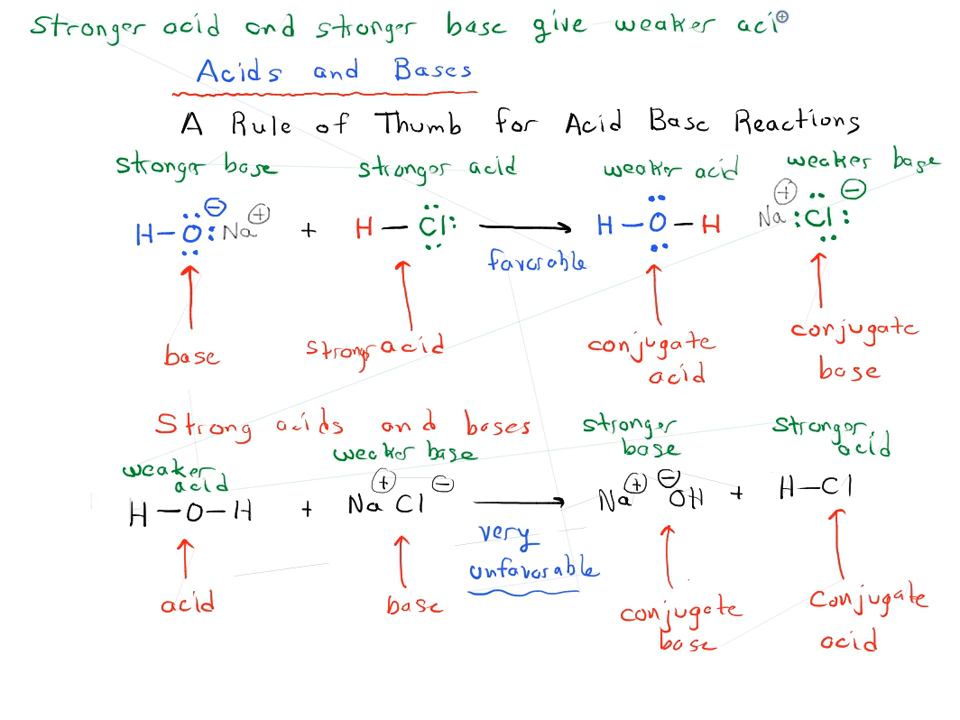 Stronger acid and stronger base give weaker aci
Acids and Bases
A Rule of Thumb for Acid Base Reactions
stronger base stronger acid weaker acid weaker base
H–O:⊖ Na⊕ + H–Cl: → H–O–H Na⊕ :Cl:⊖
favorable
base strong acid conjugate acid conjugate base
Strong acids and bases
weaker acid weaker base stronger base stronger acid
H–O–H + Na⊕ Cl⊖ → Na⊕ ⊖OH + H–Cl
very
unfavorable
acid base conjugate base conjugate acid